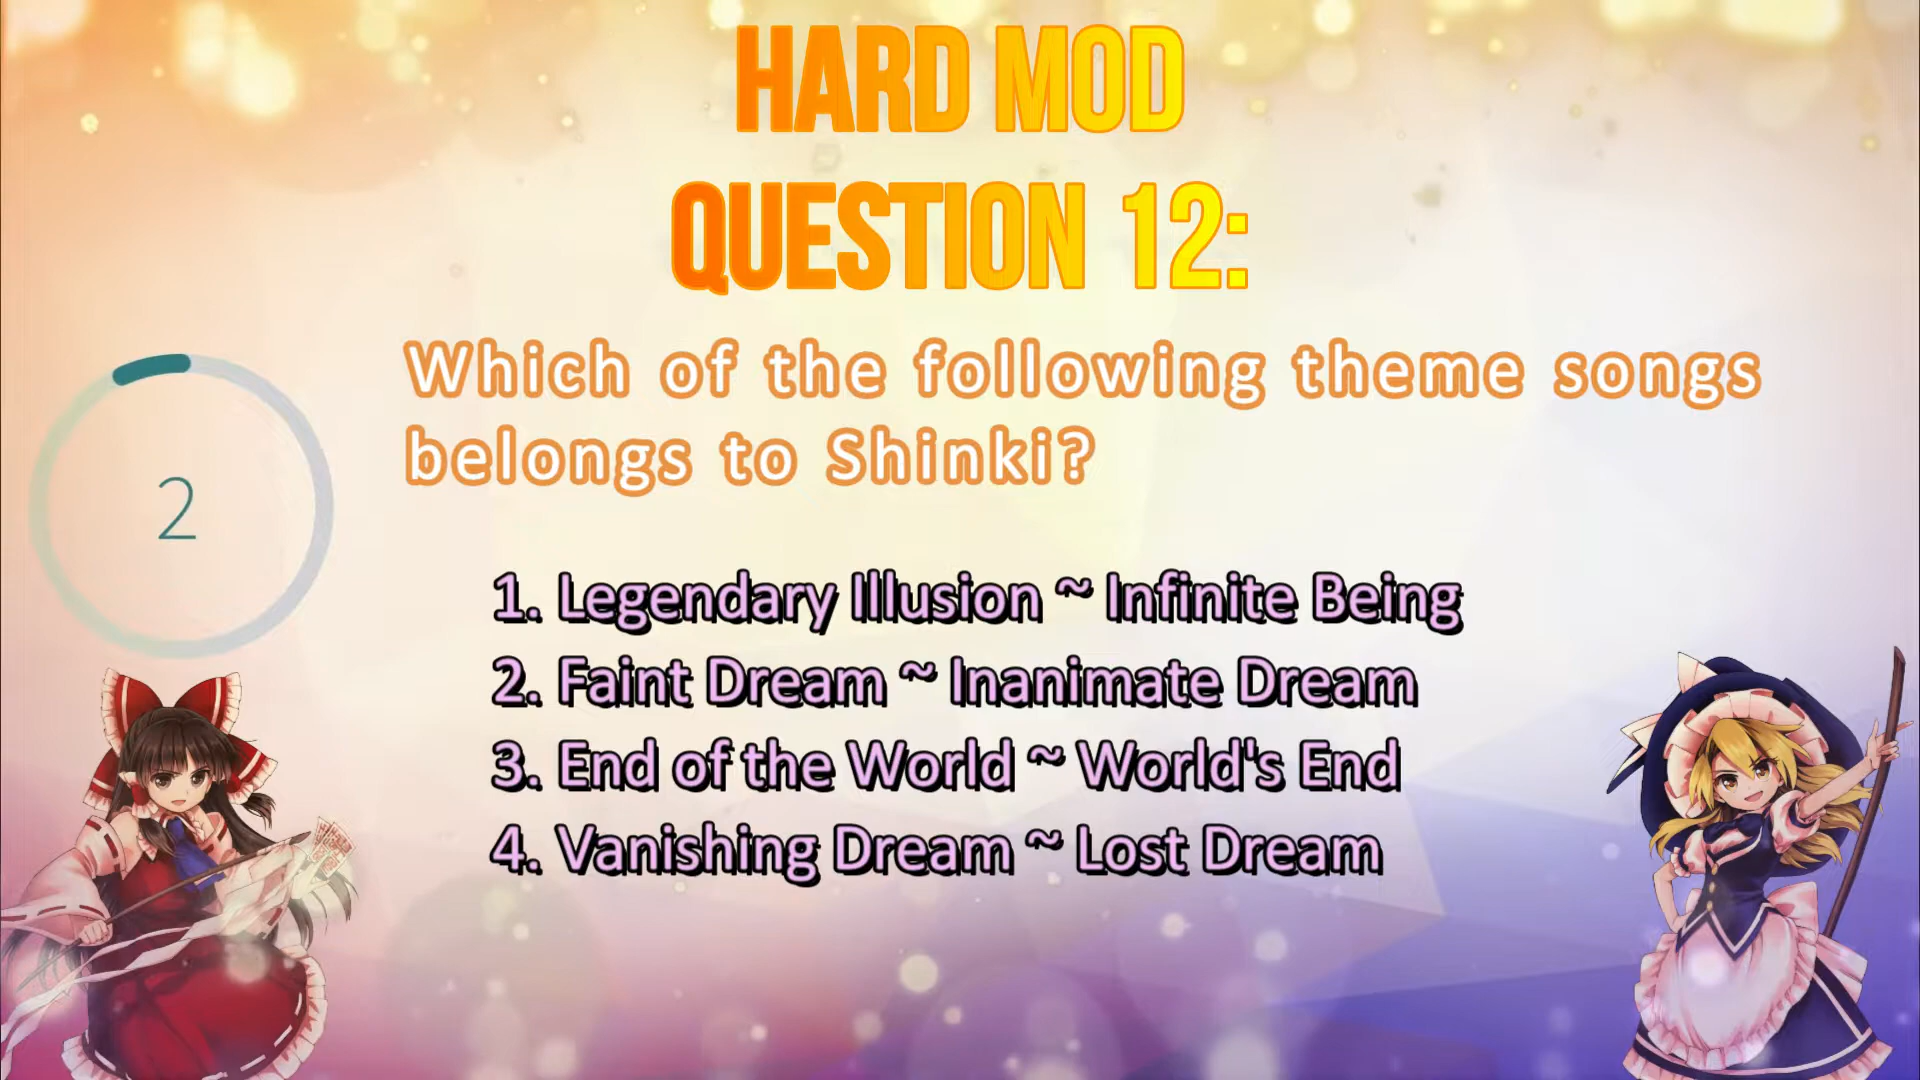 HARD MOD
QUESTION 12:
Which of the following theme songs
belongs to Shinki?
2
1. Legendary Illusion ~ Infinite Being
2. Faint Dream ~ Inanimate Dream
3. End of the World ~ World's End
4. Vanishing Dream ~ Lost Dream